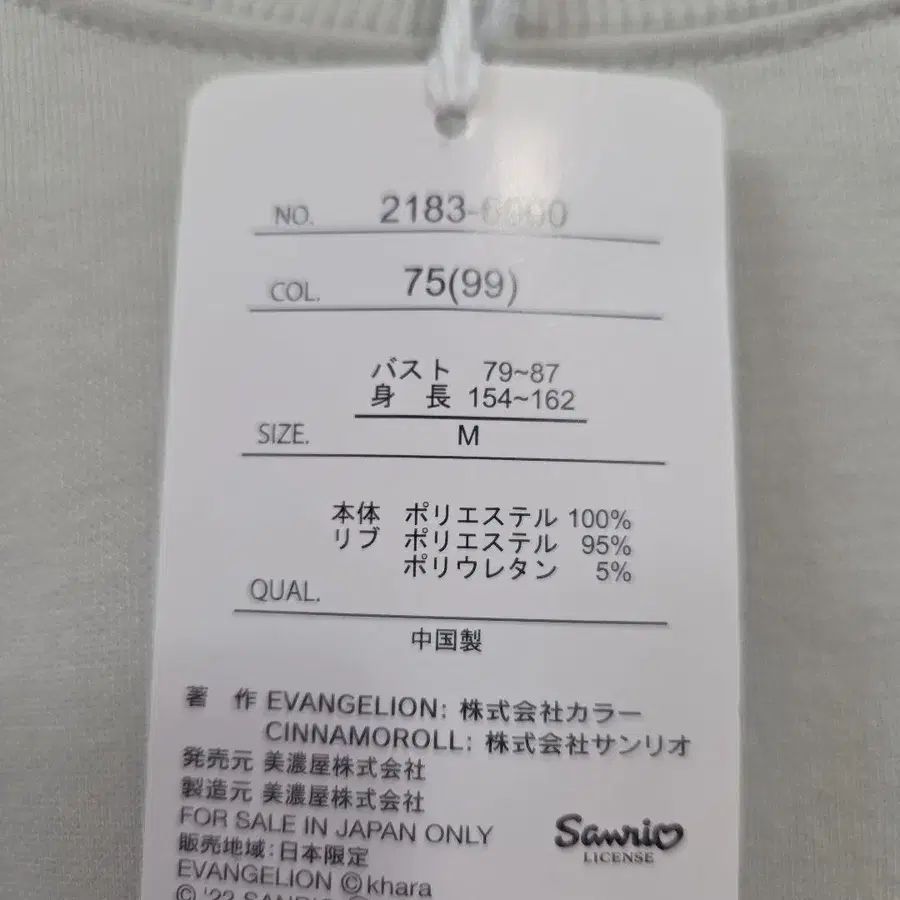 NO. 2183-6090
COL. 75(99)
バスト 79~87
身 長 154~162
SIZE. M
本体 ポリエステル 100%
リブ ポリエステル 95%
ポリウレタン 5%
QUAL.
中国製
著 作 EVANGELION: 株式会社カラー
CINNAMOROLL: 株式会社サンリオ
発売元 美濃屋株式会社
製造元 美濃屋株式会社
FOR SALE IN JAPAN ONLY
販売地域:日本限定
Sanrio
LICENSE
EVANGELION ©khara
© '22 SANRIO